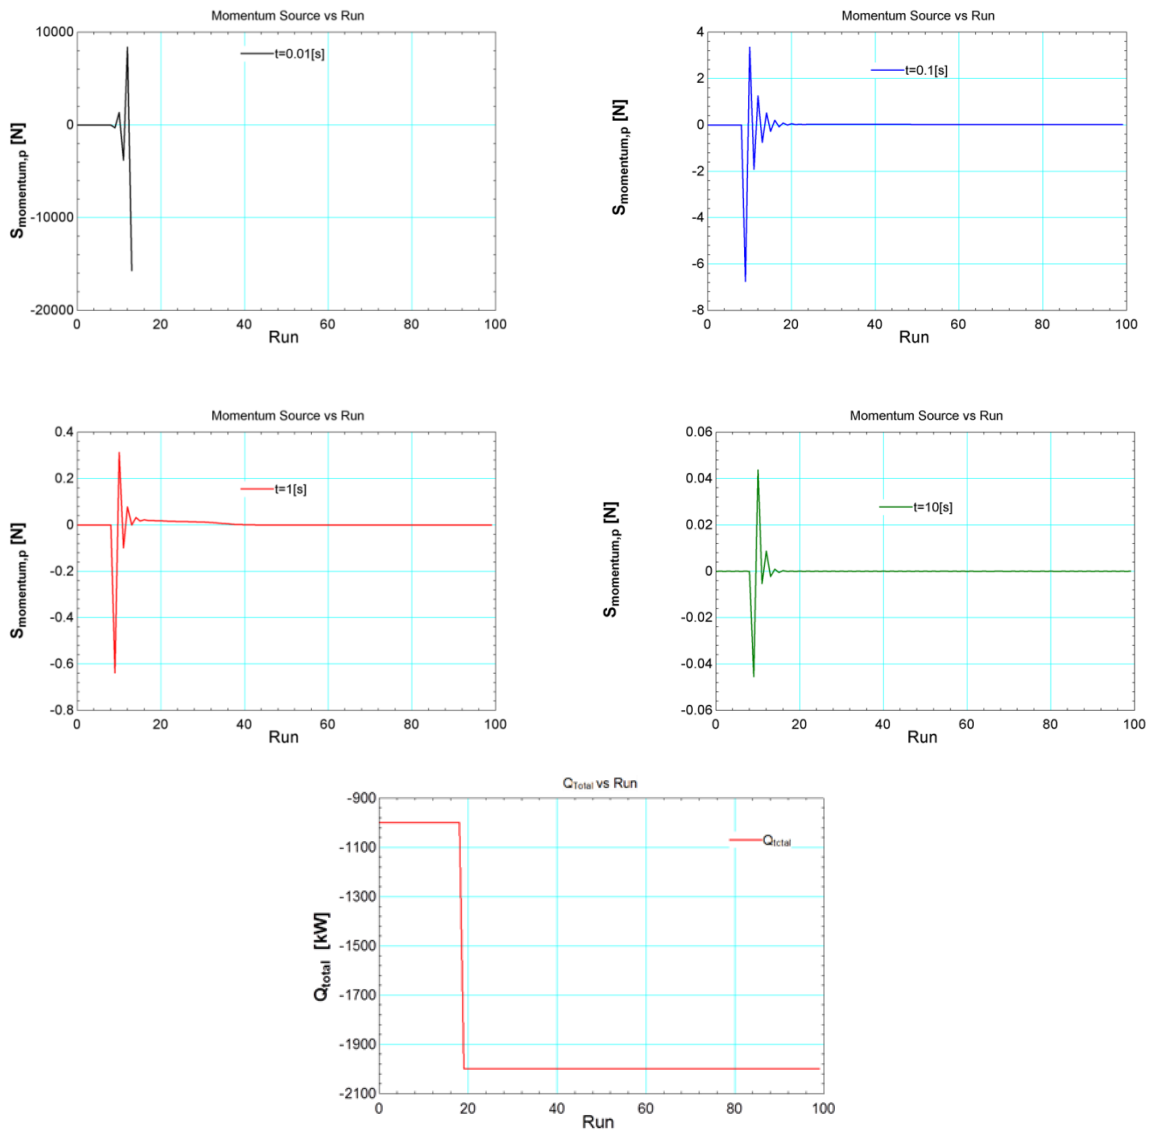 Momentum Source vs Run
10000
0
-10000
-20000
S momentum,p [N]
t=0.01[s]
0 20 40 60 80 100
Run
Momentum Source vs Run
4
2
0
-2
-4
-6
-8
S momentum,p [N]
t=0.1[s]
0 20 40 60 80 100
Run
Momentum Source vs Run
0.4
0.2
0
-0.2
-0.4
-0.6
-0.8
S momentum,p [N]
t=1[s]
0 20 40 60 80 100
Run
Momentum Source vs Run
0.06
0.04
0.02
0
-0.02
-0.04
-0.06
S momentum,p [N]
t=10[s]
0 20 40 60 80 100
Run
QTotal vs Run
-900
-1100
-1300
-1500
-1700
-1900
-2100
Qtotal [kW]
Qtctal
0 20 40 60 80 100
Run